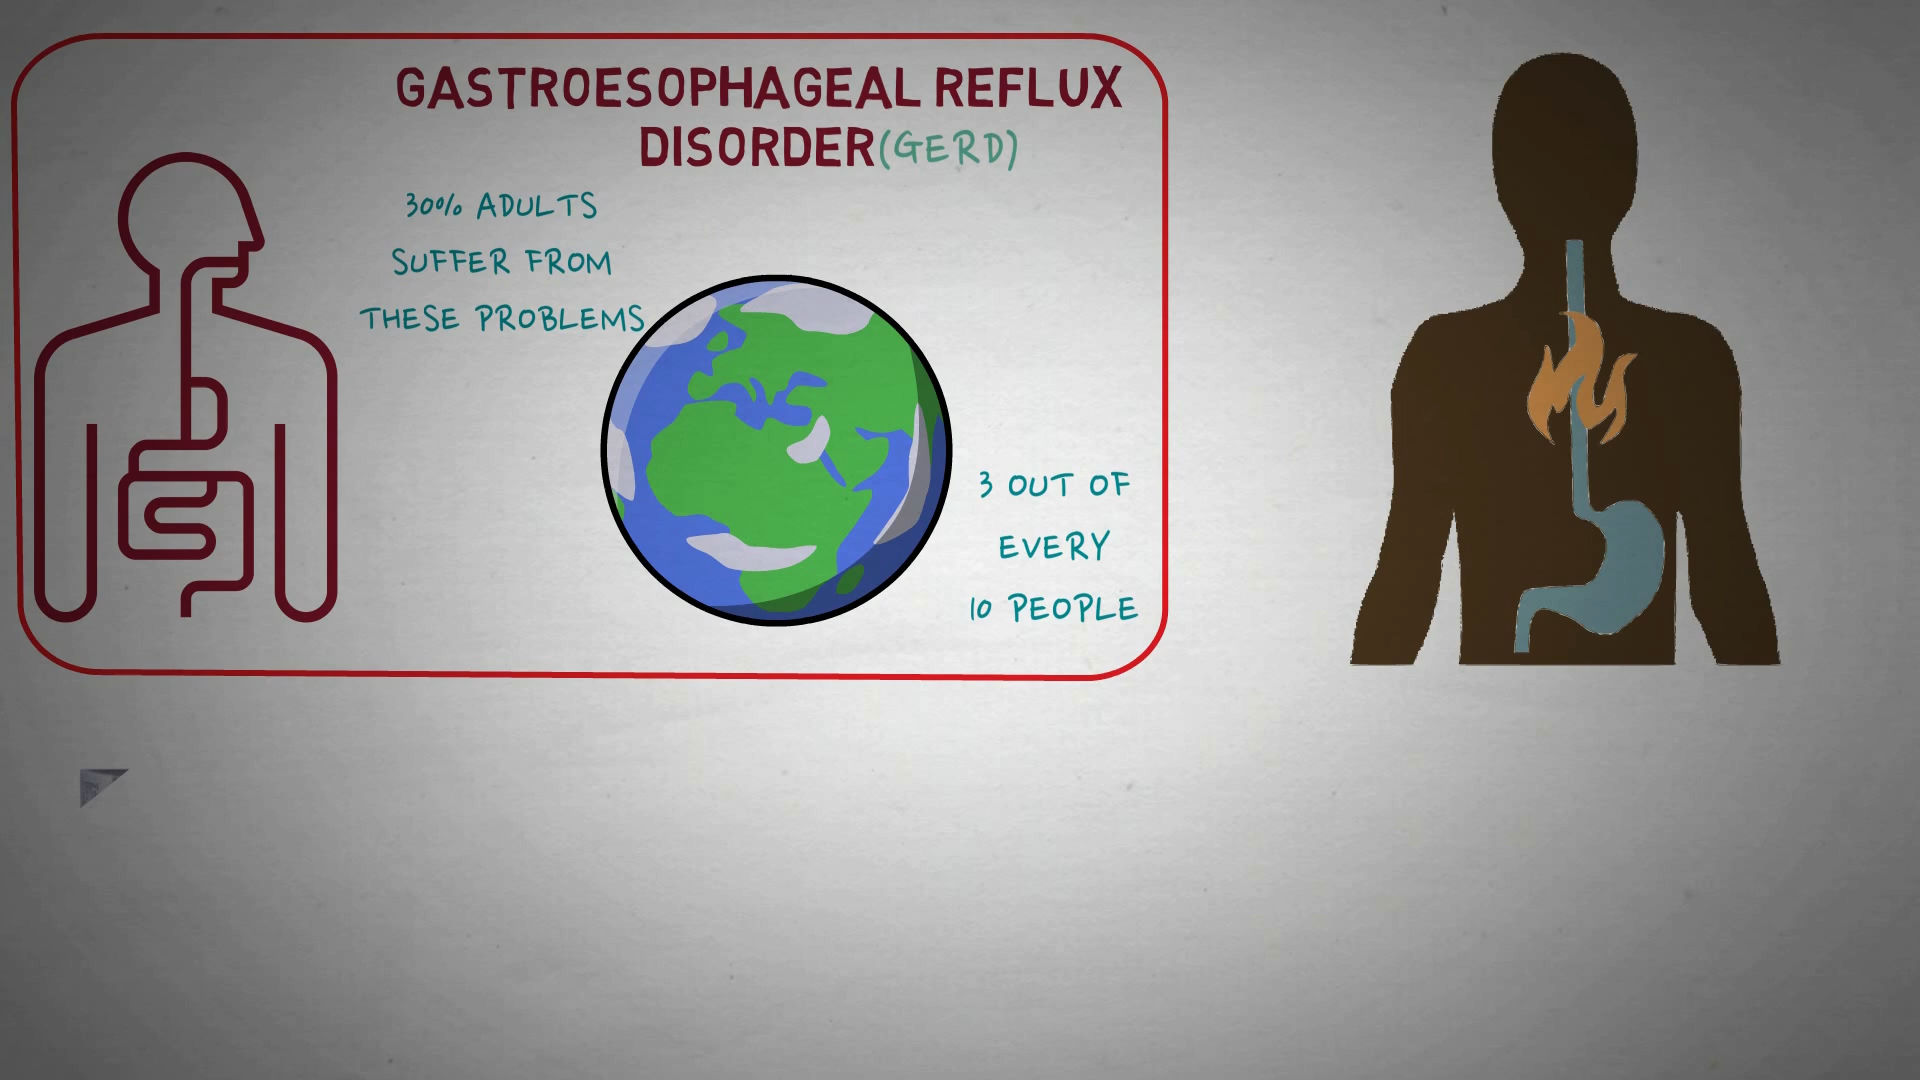 GASTROESOPHAGEAL REFLUX
DISORDER(GERD)
30% ADULTS
SUFFER FROM
THESE PROBLEMS
3 OUT OF
EVERY
10 PEOPLE